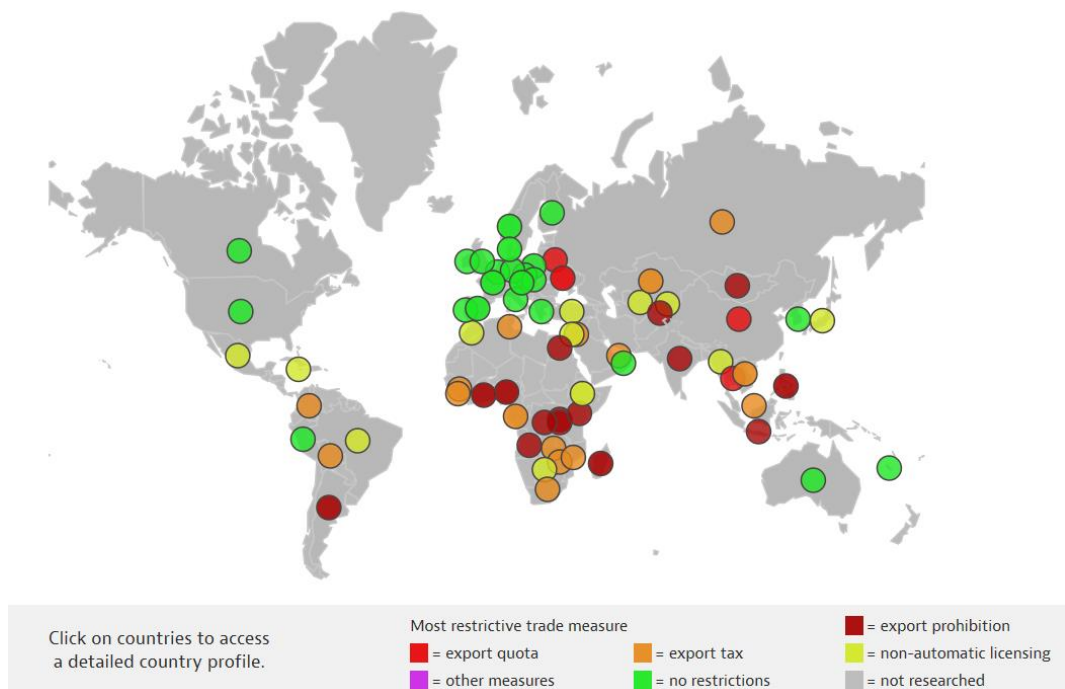 Click on countries to access
a detailed country profile.
Most restrictive trade measure
= export quota
= other measures
= export tax
= no restrictions
= export prohibition
= non-automatic licensing
= not researched